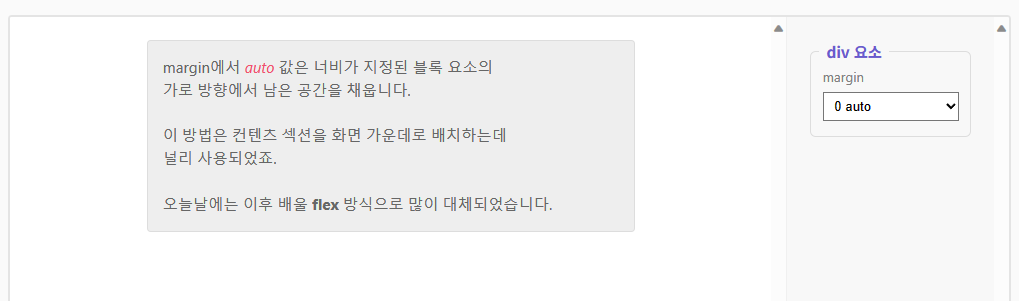 margin에서 auto 값은 너비가 지정된 블록 요소의
가로 방향에서 남은 공간을 채웁니다.
이 방법은 컨텐츠 섹션을 화면 가운데로 배치하는데
널리 사용되었죠.
오늘날에는 이후 배울 flex 방식으로 많이 대체되었습니다.
div 요소
margin
0 auto